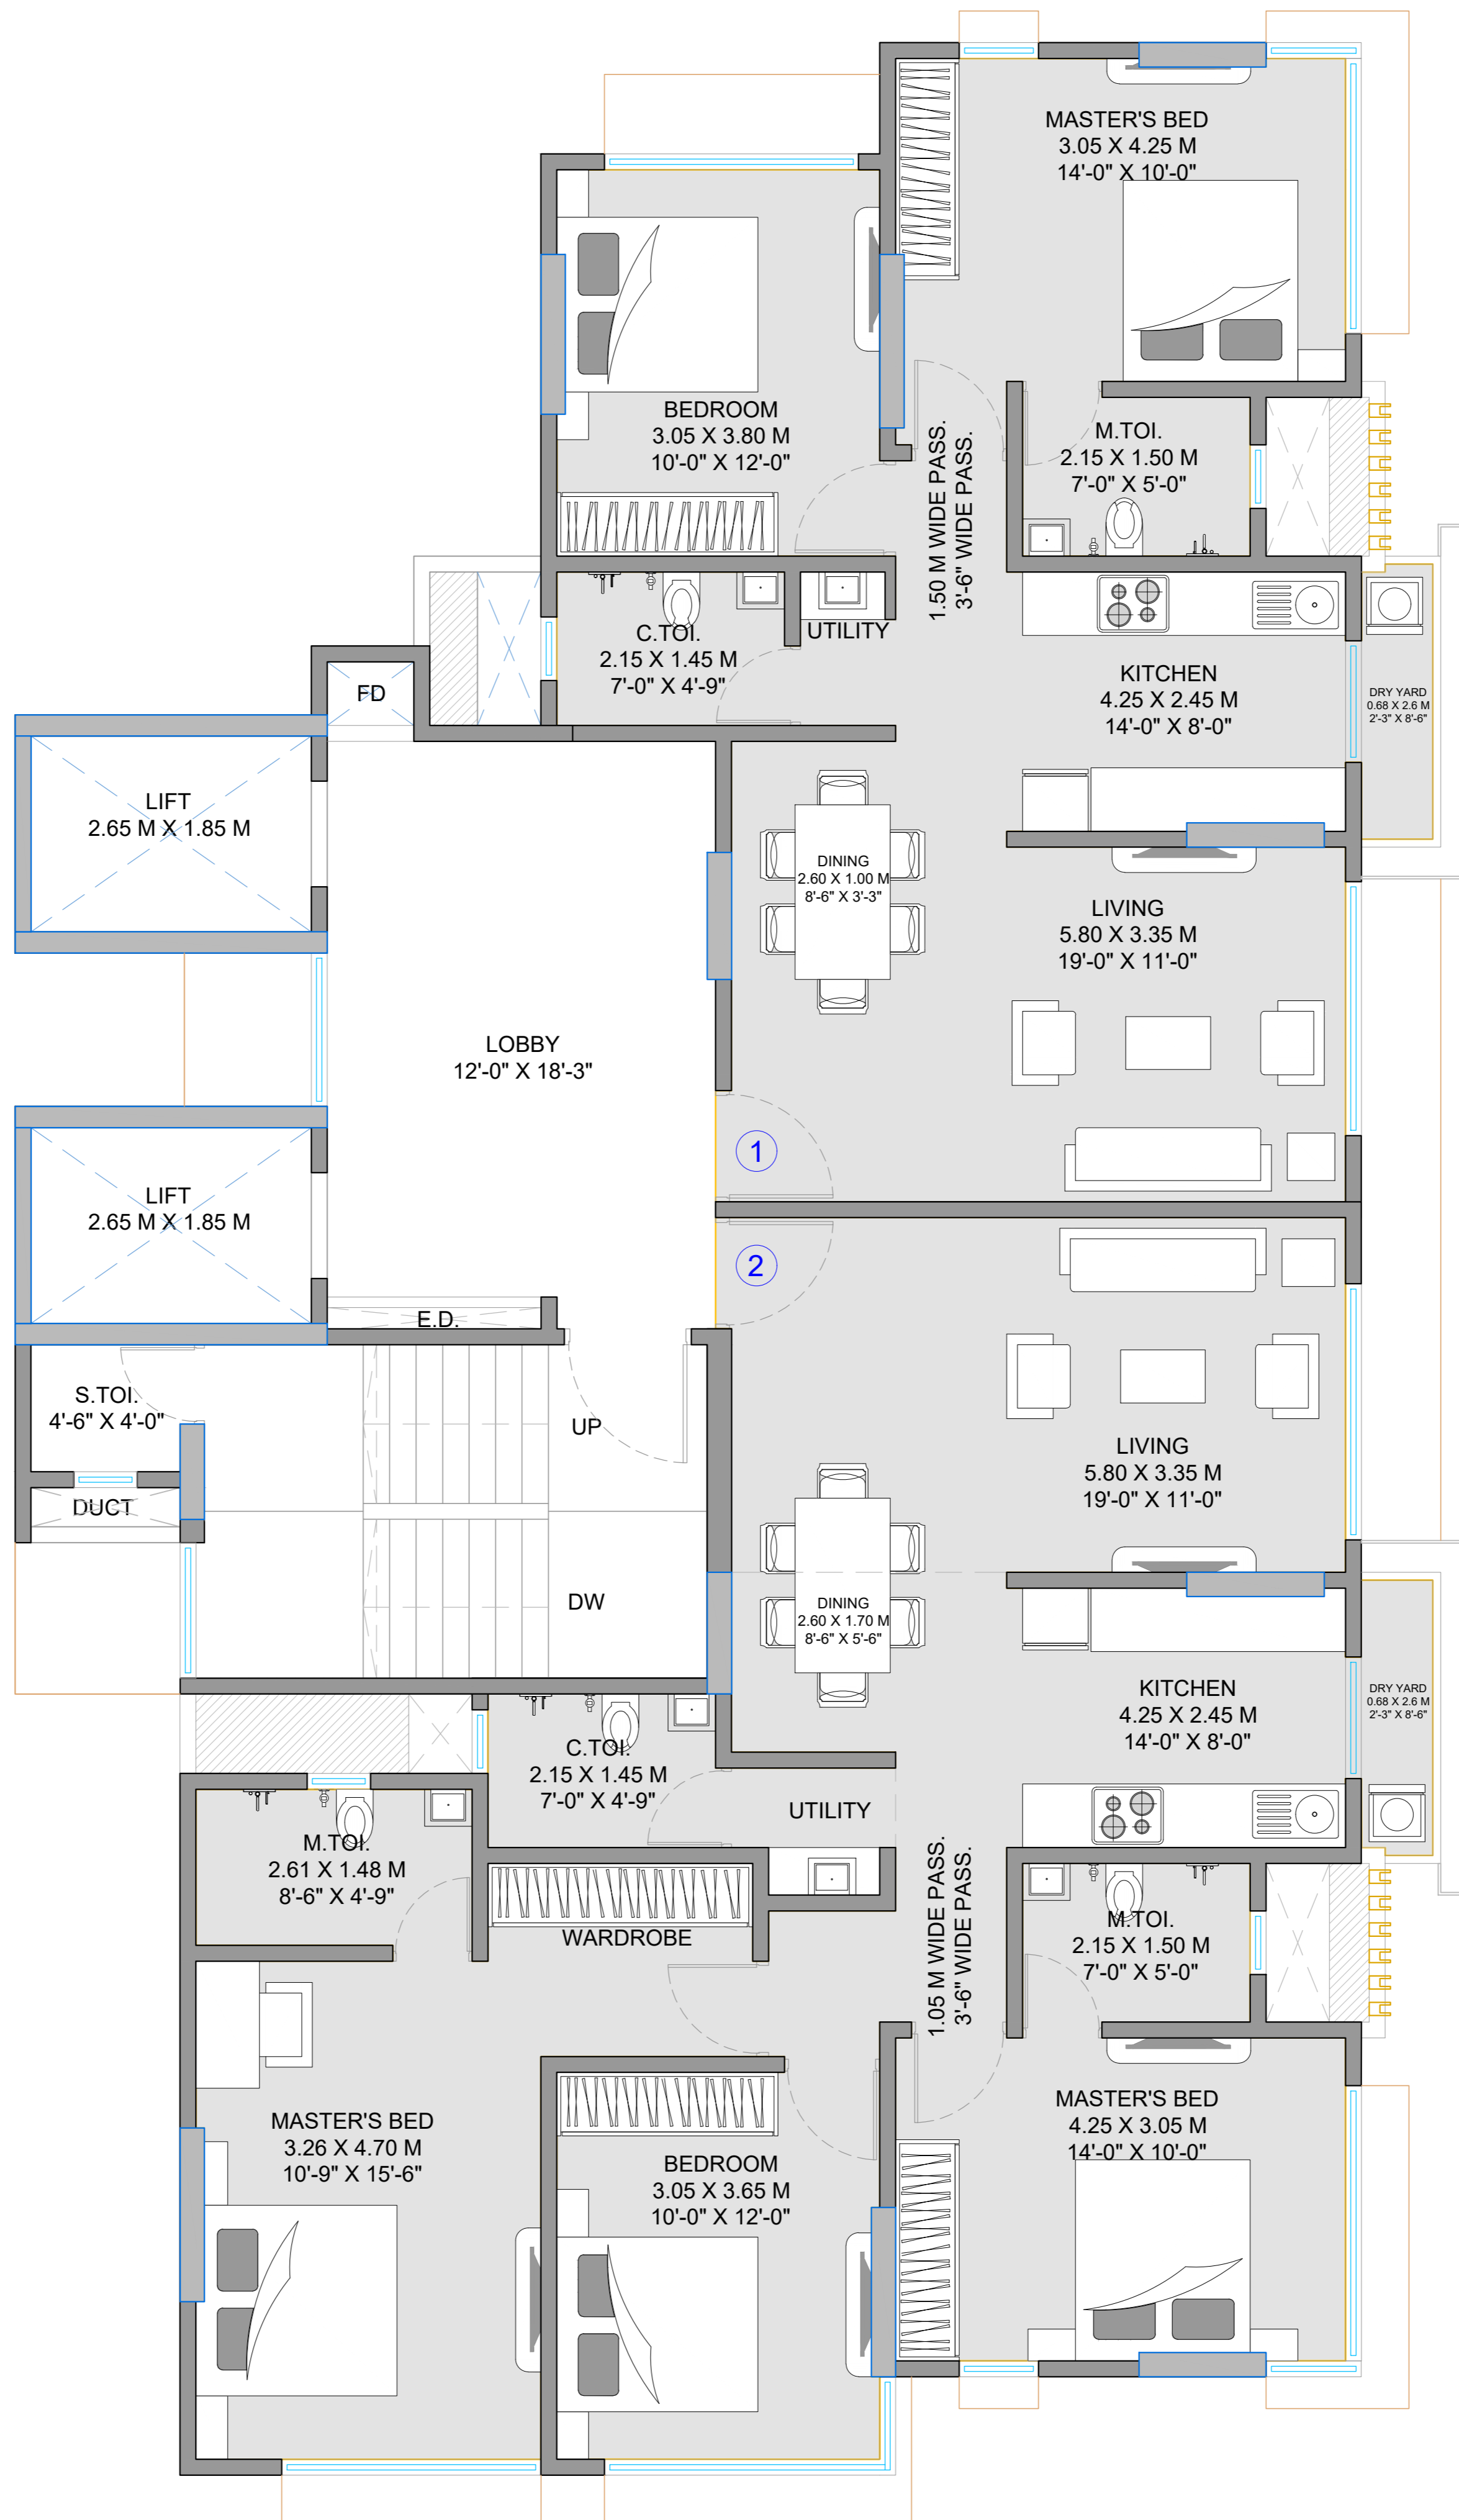 MASTER'S BED
3.05 X 4.25 M
14'-0" X 10'-0"
BEDROOM
3.05 X 3.80 M
10'-0" X 12'-0"
1.50 M WIDE PASS.
3'-6" WIDE PASS.
M.TOI.
2.15 X 1.50 M
7'-0" X 5'-0"
C.TOI.
2.15 X 1.45 M
7'-0" X 4'-9"
UTILITY
KITCHEN
4.25 X 2.45 M
14'-0" X 8'-0"
DRY YARD
0.68 X 2.6 M
2'-3" X 8'-6"
FD
LIFT
2.65 M X 1.85 M
DINING
2.60 X 1.00 M
8'-6" X 3'-3"
LIVING
5.80 X 3.35 M
19'-0" X 11'-0"
LOBBY
12'-0" X 18'-3"
1
LIFT
2.65 M X 1.85 M
2
E.D.
S.TOI.
4'-6" X 4'-0"
UP
LIVING
5.80 X 3.35 M
19'-0" X 11'-0"
DUCT
DW
DINING
2.60 X 1.70 M
8'-6" X 5'-6"
KITCHEN
4.25 X 2.45 M
14'-0" X 8'-0"
DRY YARD
0.68 X 2.6 M
2'-3" X 8'-6"
C.TOI.
2.15 X 1.45 M
7'-0" X 4'-9"
UTILITY
M.TOI.
2.61 X 1.48 M
8'-6" X 4'-9"
WARDROBE
1.05 M WIDE PASS.
3'-6" WIDE PASS.
M.TOI.
2.15 X 1.50 M
7'-0" X 5'-0"
MASTER'S BED
3.26 X 4.70 M
10'-9" X 15'-6"
BEDROOM
3.05 X 3.65 M
10'-0" X 12'-0"
MASTER'S BED
4.25 X 3.05 M
14'-0" X 10'-0"